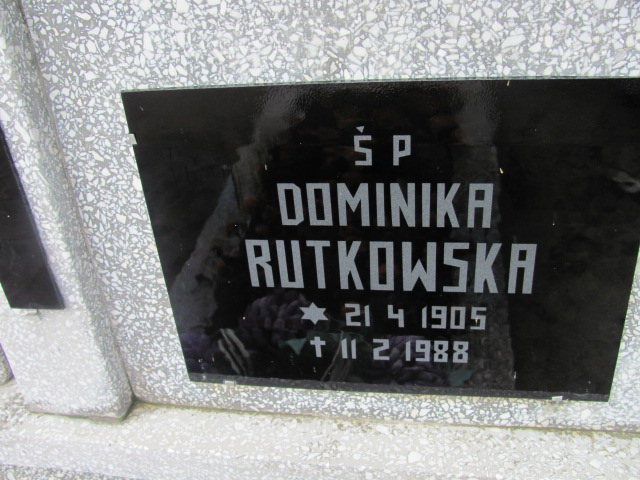 Ś P
DOMINIKA
RUTKOWSKA
✶ 21 4 1905
✝ 11 2 1988